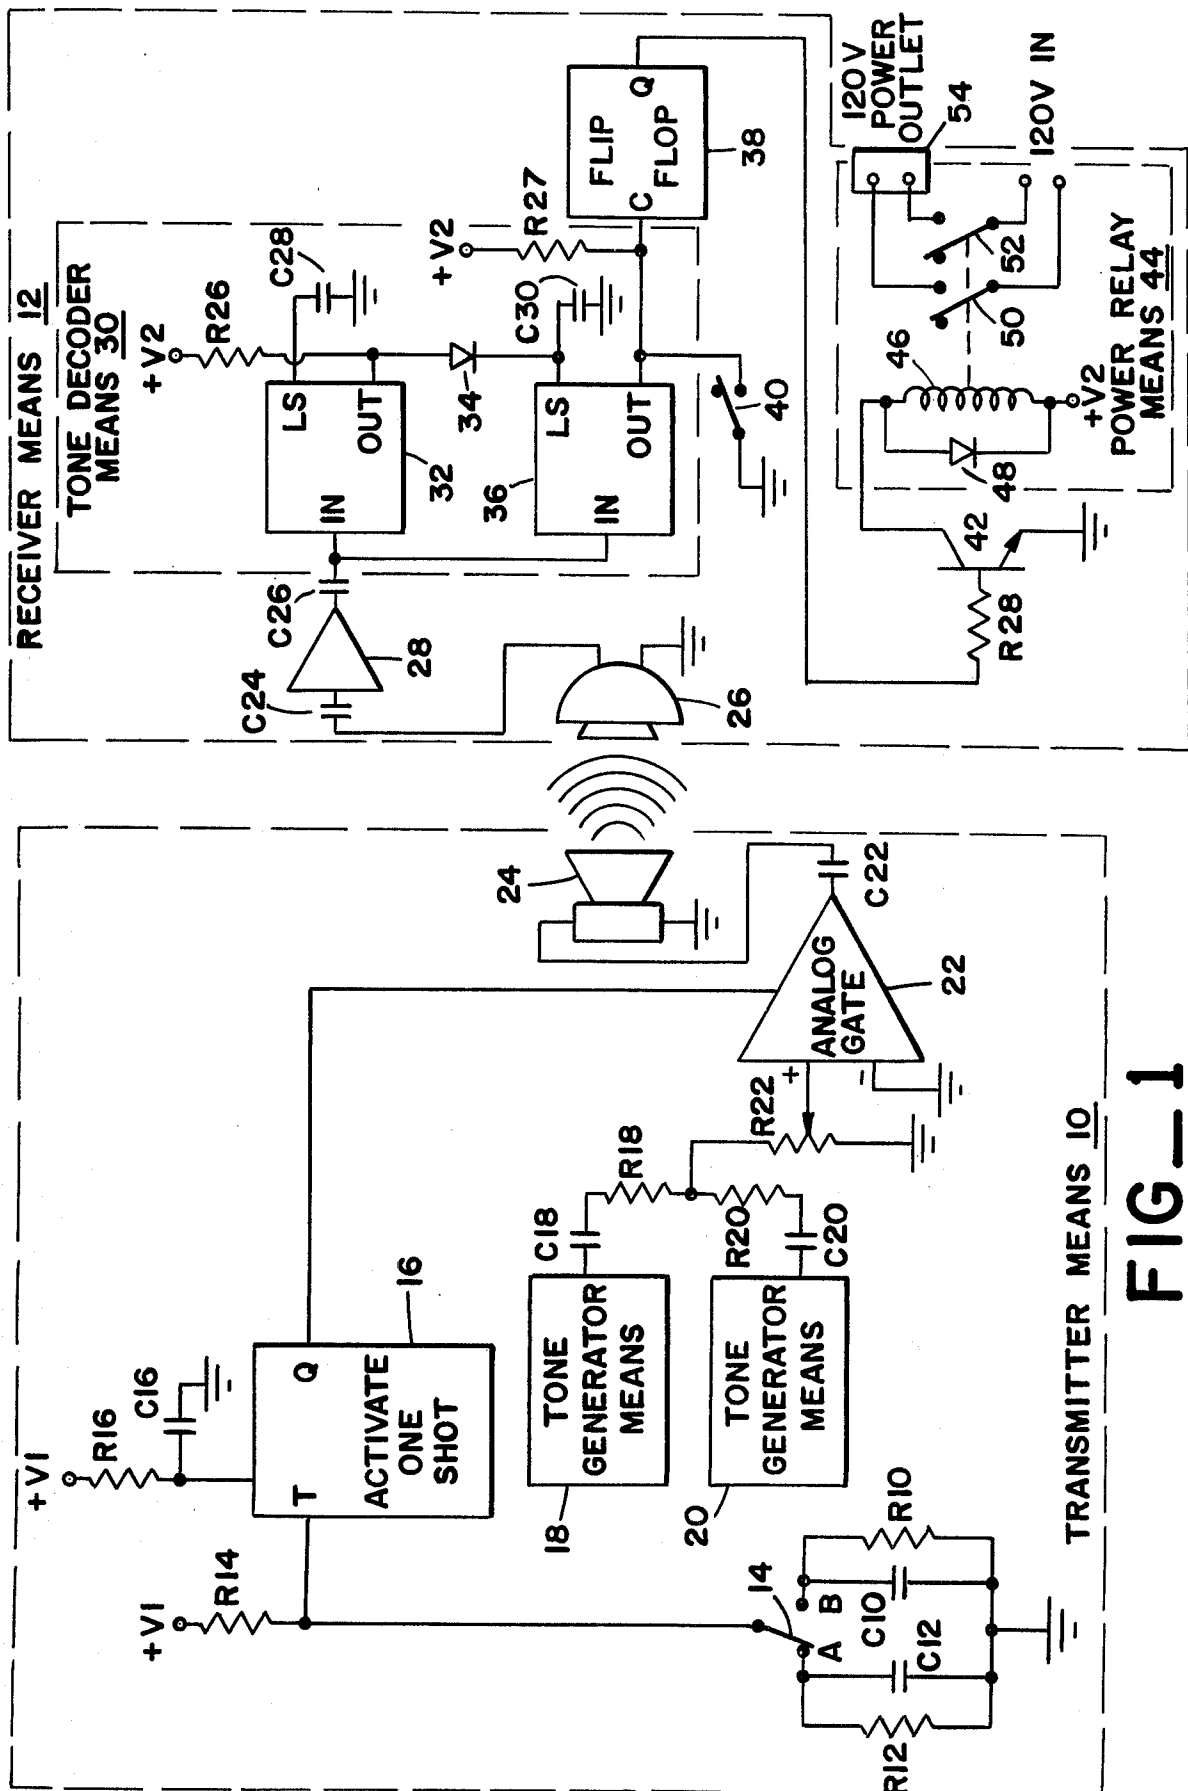 +V1
R14
+V1
R16
C16
T
Q
ACTIVATE
ONE
SHOT
16
14
A
B
R12
C12
C10
R10
18
TONE
GENERATOR
MEANS
20
TONE
GENERATOR
MEANS
C18
R18
R20
C20
R22
+
-
ANALOG
GATE
22
C22
24
TRANSMITTER MEANS 10
RECEIVER MEANS 12
26
C24
28
C26
TONE DECODER
MEANS 30
+V2
R26
LS
C28
IN
OUT
32
34
36
LS
C30
IN
OUT
+V2
R27
40
FLIP
FLOP
C
Q
38
R28
42
48
46
50
52
+V2
POWER RELAY
MEANS 44
120V
POWER
OUTLET
54
120V IN
FIG_1